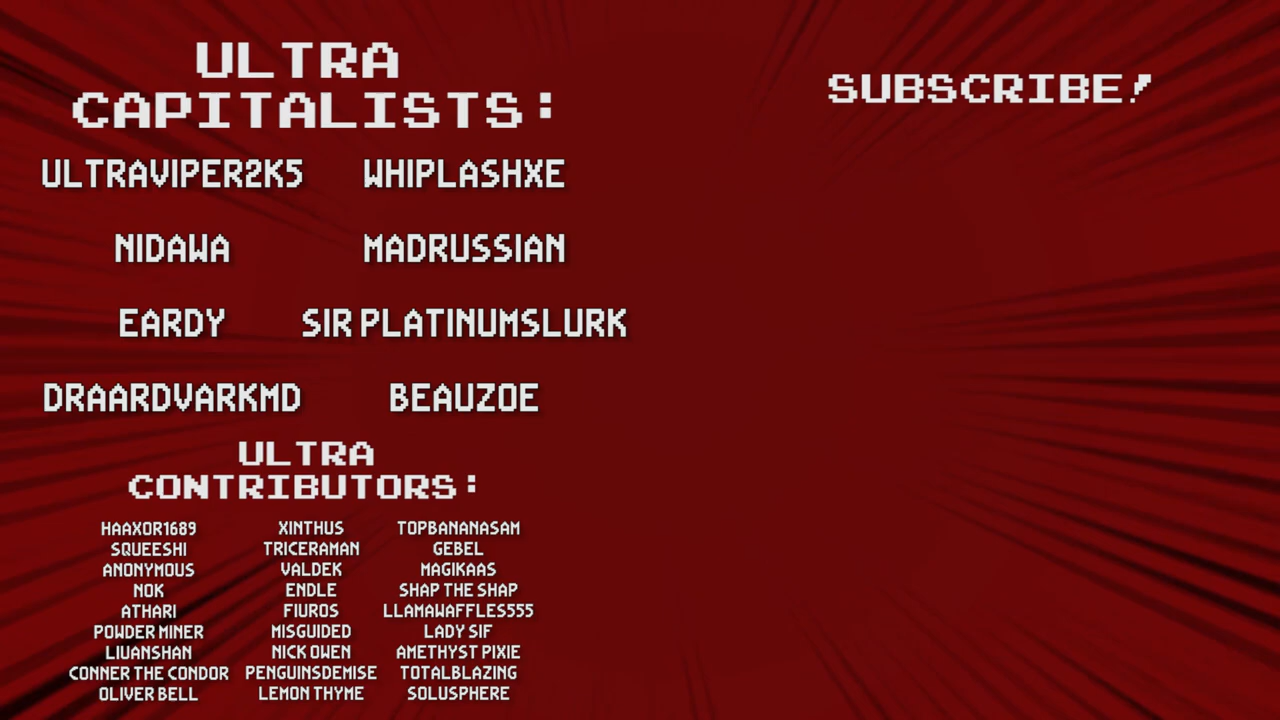 ULTRA
CAPITALISTS:
SUBSCRIBE!
ULTRAVIPER2K5 WHIPLASHXE
NIDAWA MADRUSSIAN
EARDY SIR PLATINUMSLURK
DRAARDVARKMD BEAUZOE
ULTRA
CONTRIBUTORS:
HAAXOR1689 XINTHUS TOPBANANASAM
SQUEESHI TRICERAMAN GEBEL
ANONYMOUS VALDEK MAGIKAAS
NOK ENDLE SHAP THE SHAP
ATHARI FIUROS LLAMAWAFFLES555
POWDER MINER MISGUIDED LADY SIF
LIUANSHAN NICK OWEN AMETHYST PIXIE
CONNER THE CONDOR PENGUINSDEMISE TOTALBLAZING
OLIVER BELL LEMON THYME SOLUSPHERE